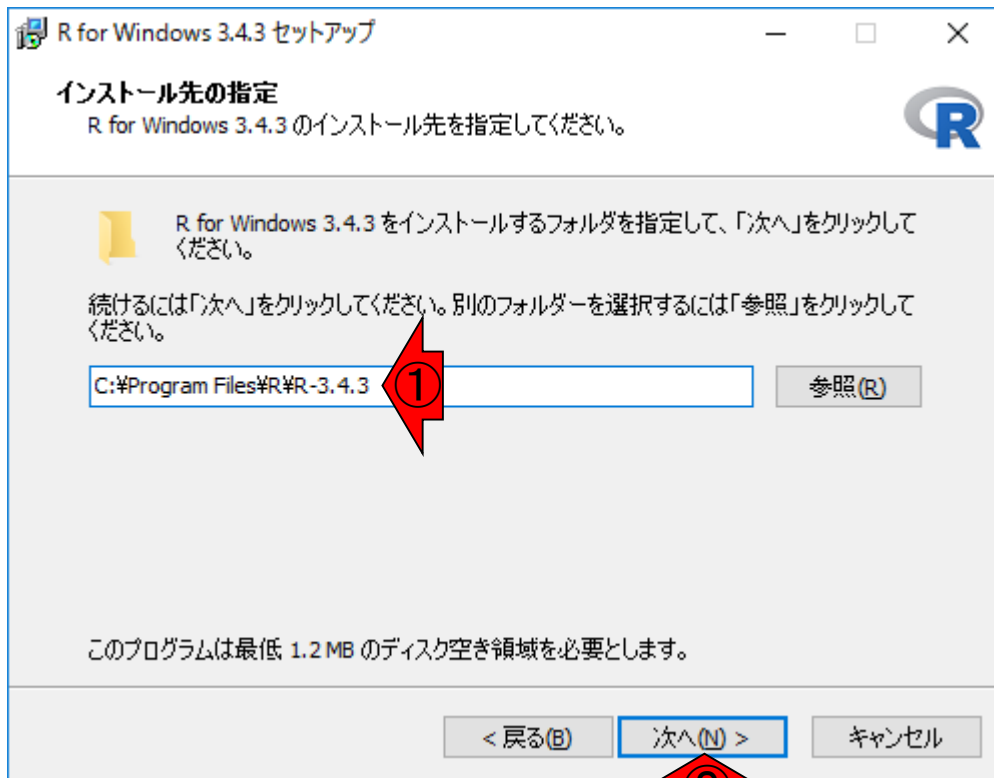 R for Windows 3.4.3 セットアップ
インストール先の指定
R for Windows 3.4.3 のインストール先を指定してください。
R
R for Windows 3.4.3 をインストールするフォルダを指定して、「次へ」をクリックして
ください。
続けるには「次へ」をクリックしてください。別のフォルダーを選択するには「参照」をクリックして
ください。
C:¥Program Files¥R¥R-3.4.3 ① 参照(R)
このプログラムは最低 1.2 MB のディスク空き領域を必要とします。
< 戻る(B) 次へ(N) > キャンセル